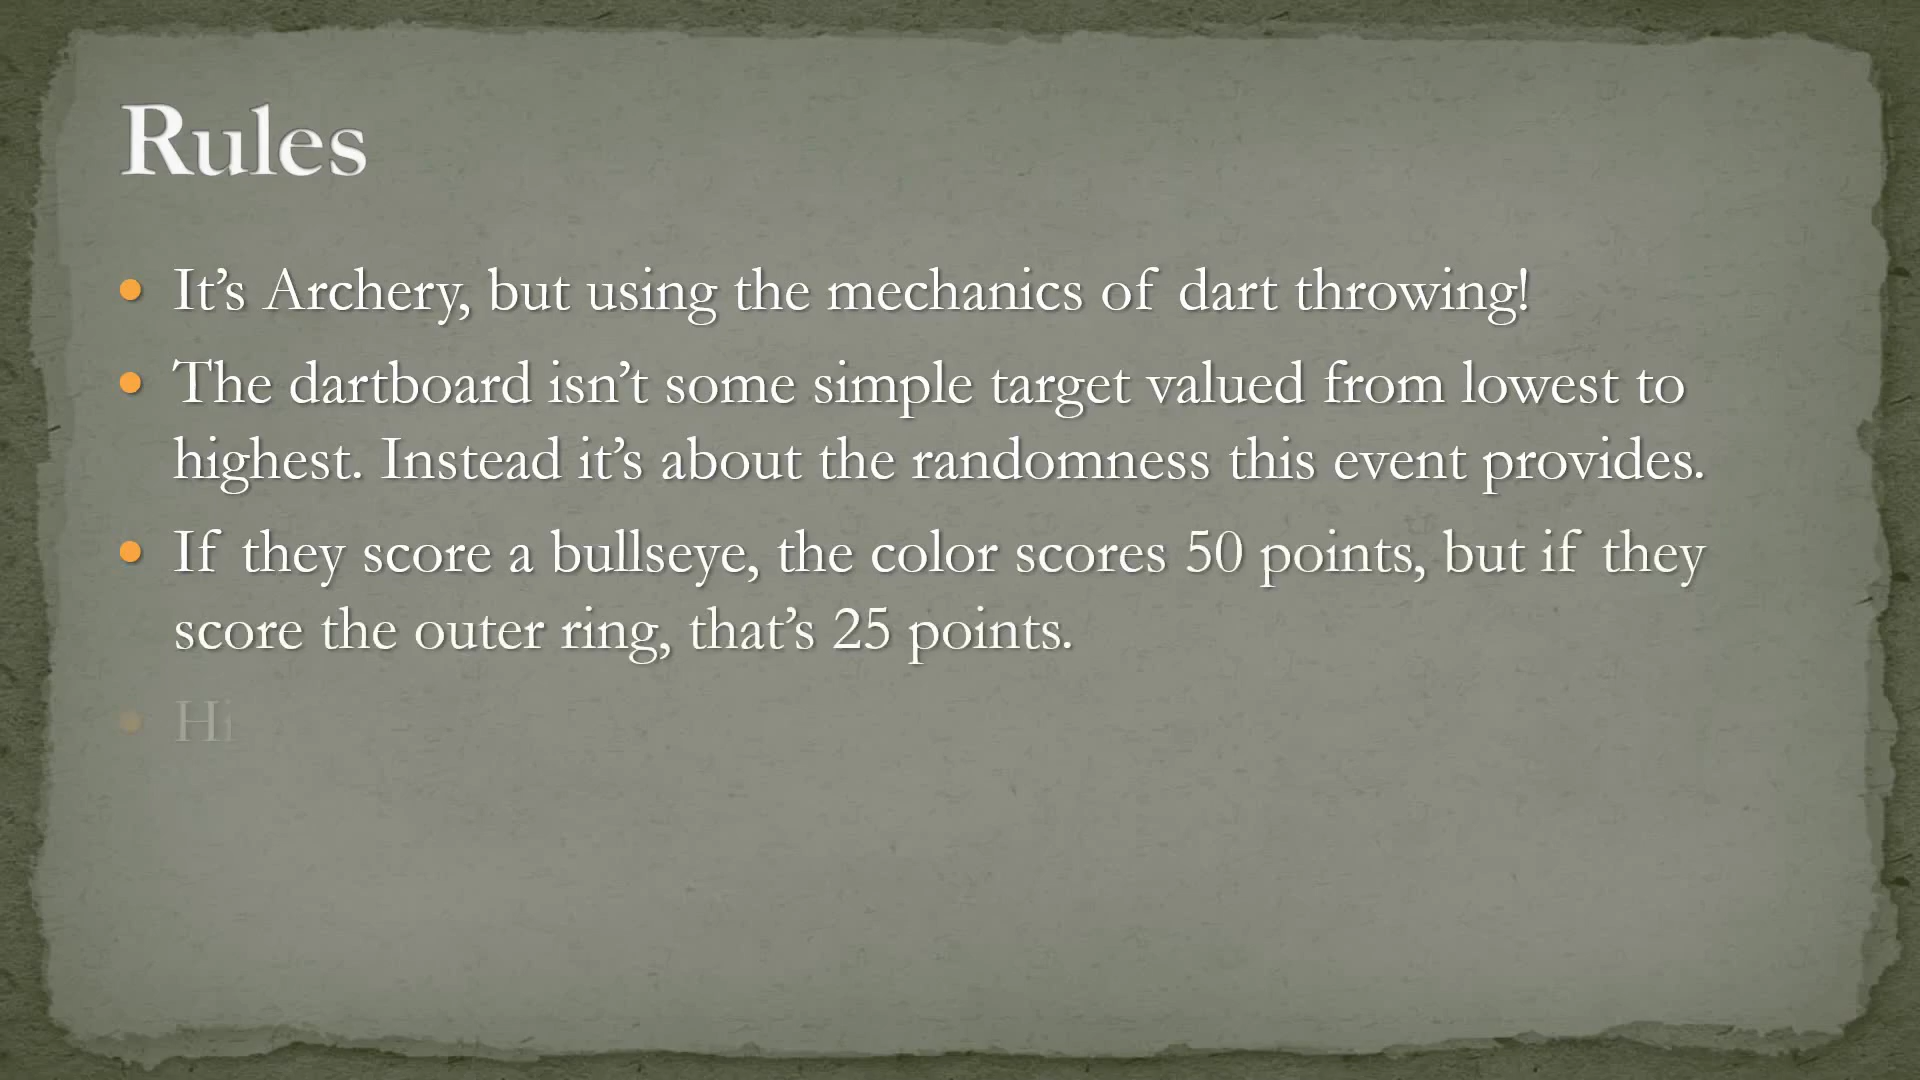 Rules
It’s Archery, but using the mechanics of dart throwing!
The dartboard isn’t some simple target valued from lowest to
highest. Instead it’s about the randomness this event provides.
If they score a bullseye, the color scores 50 points, but if they
score the outer ring, that’s 25 points.
Hi